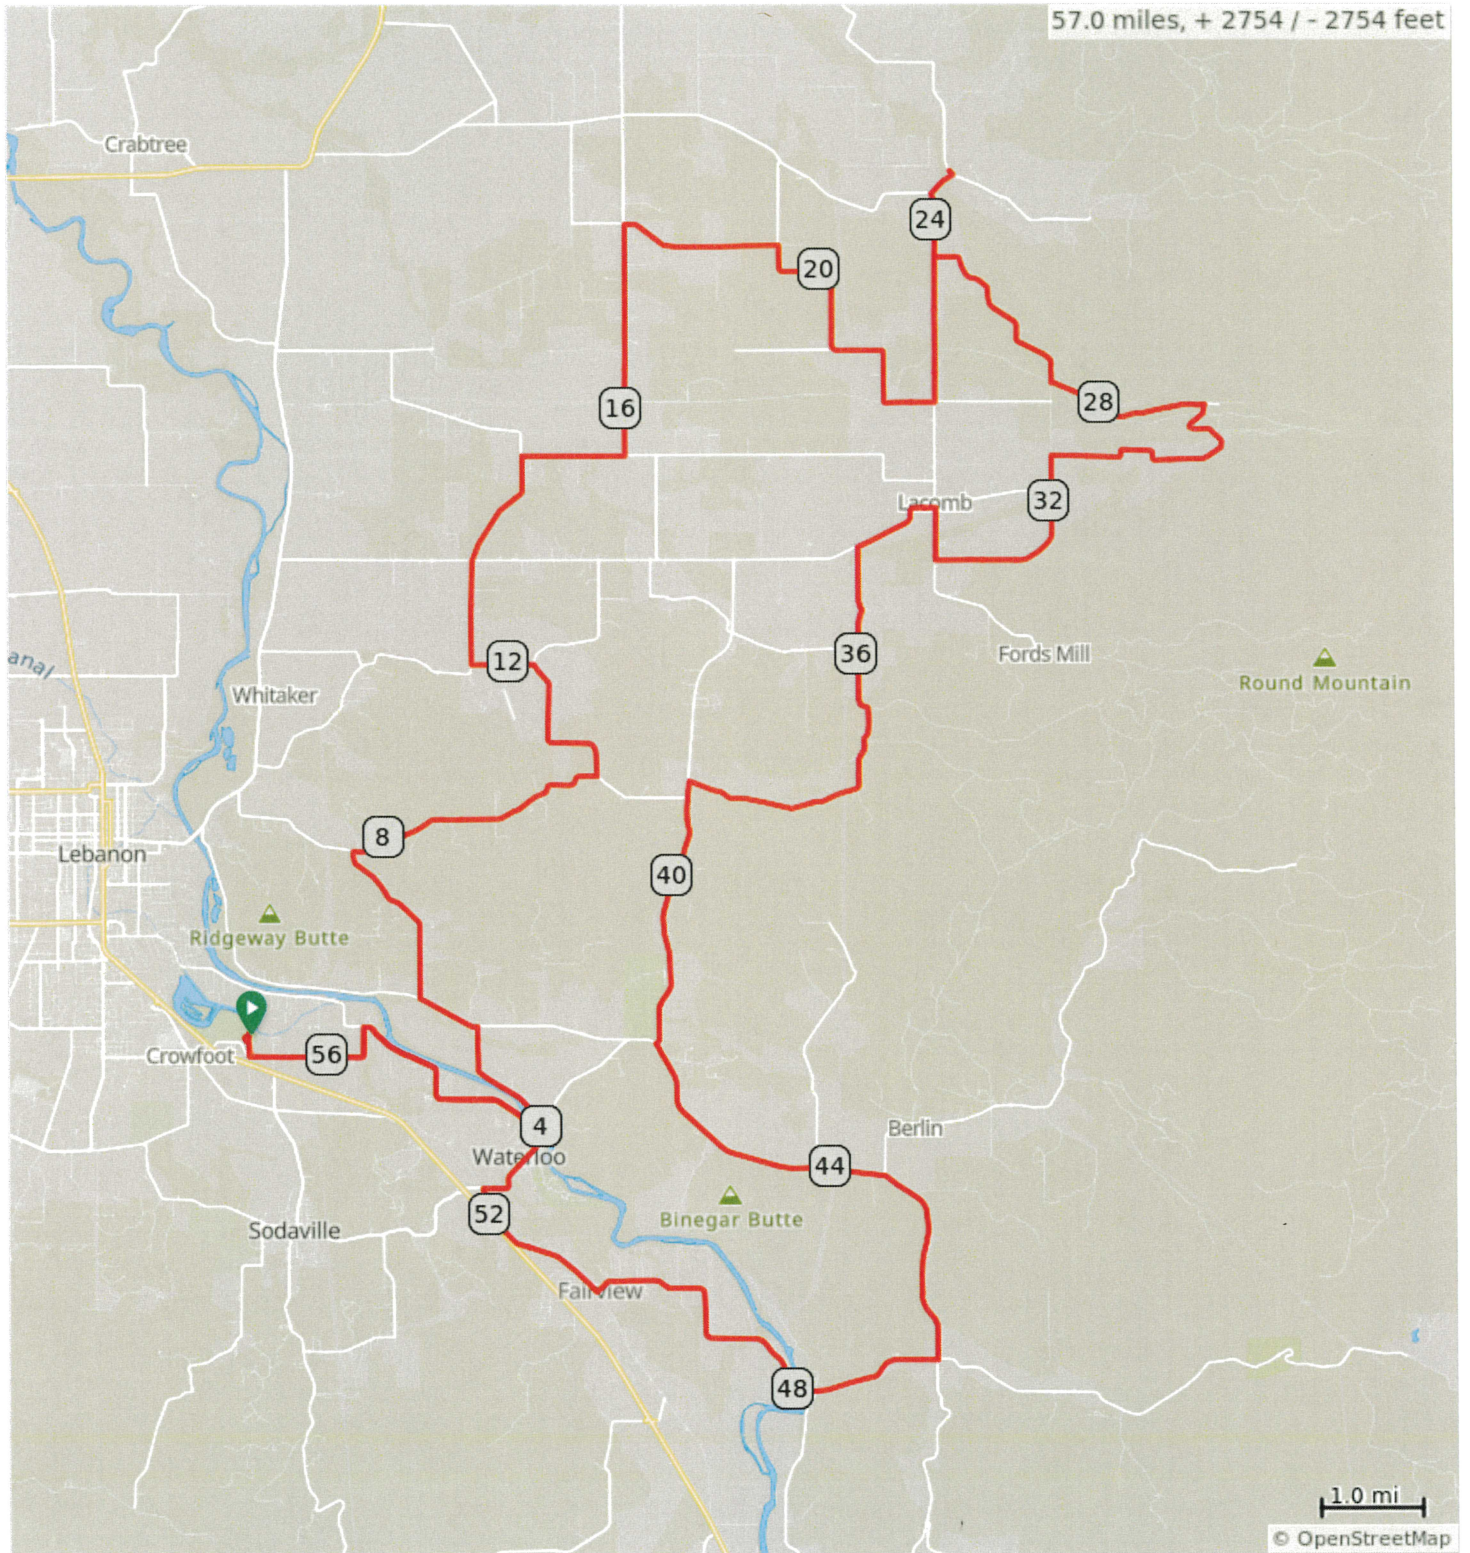 57.0 miles, + 2754 / - 2754 feet
Crabtree
24
20
16
28
Lacomb
32
anal
12
36
Fords Mill
Whitaker
Round Mountain
8
Lebanon
40
Ridgeway Butte
Crowfoot
56
4
Berlin
Waterloo
44
52
Binegar Butte
Sodaville
Fairview
48
1.0 mi
© OpenStreetMap